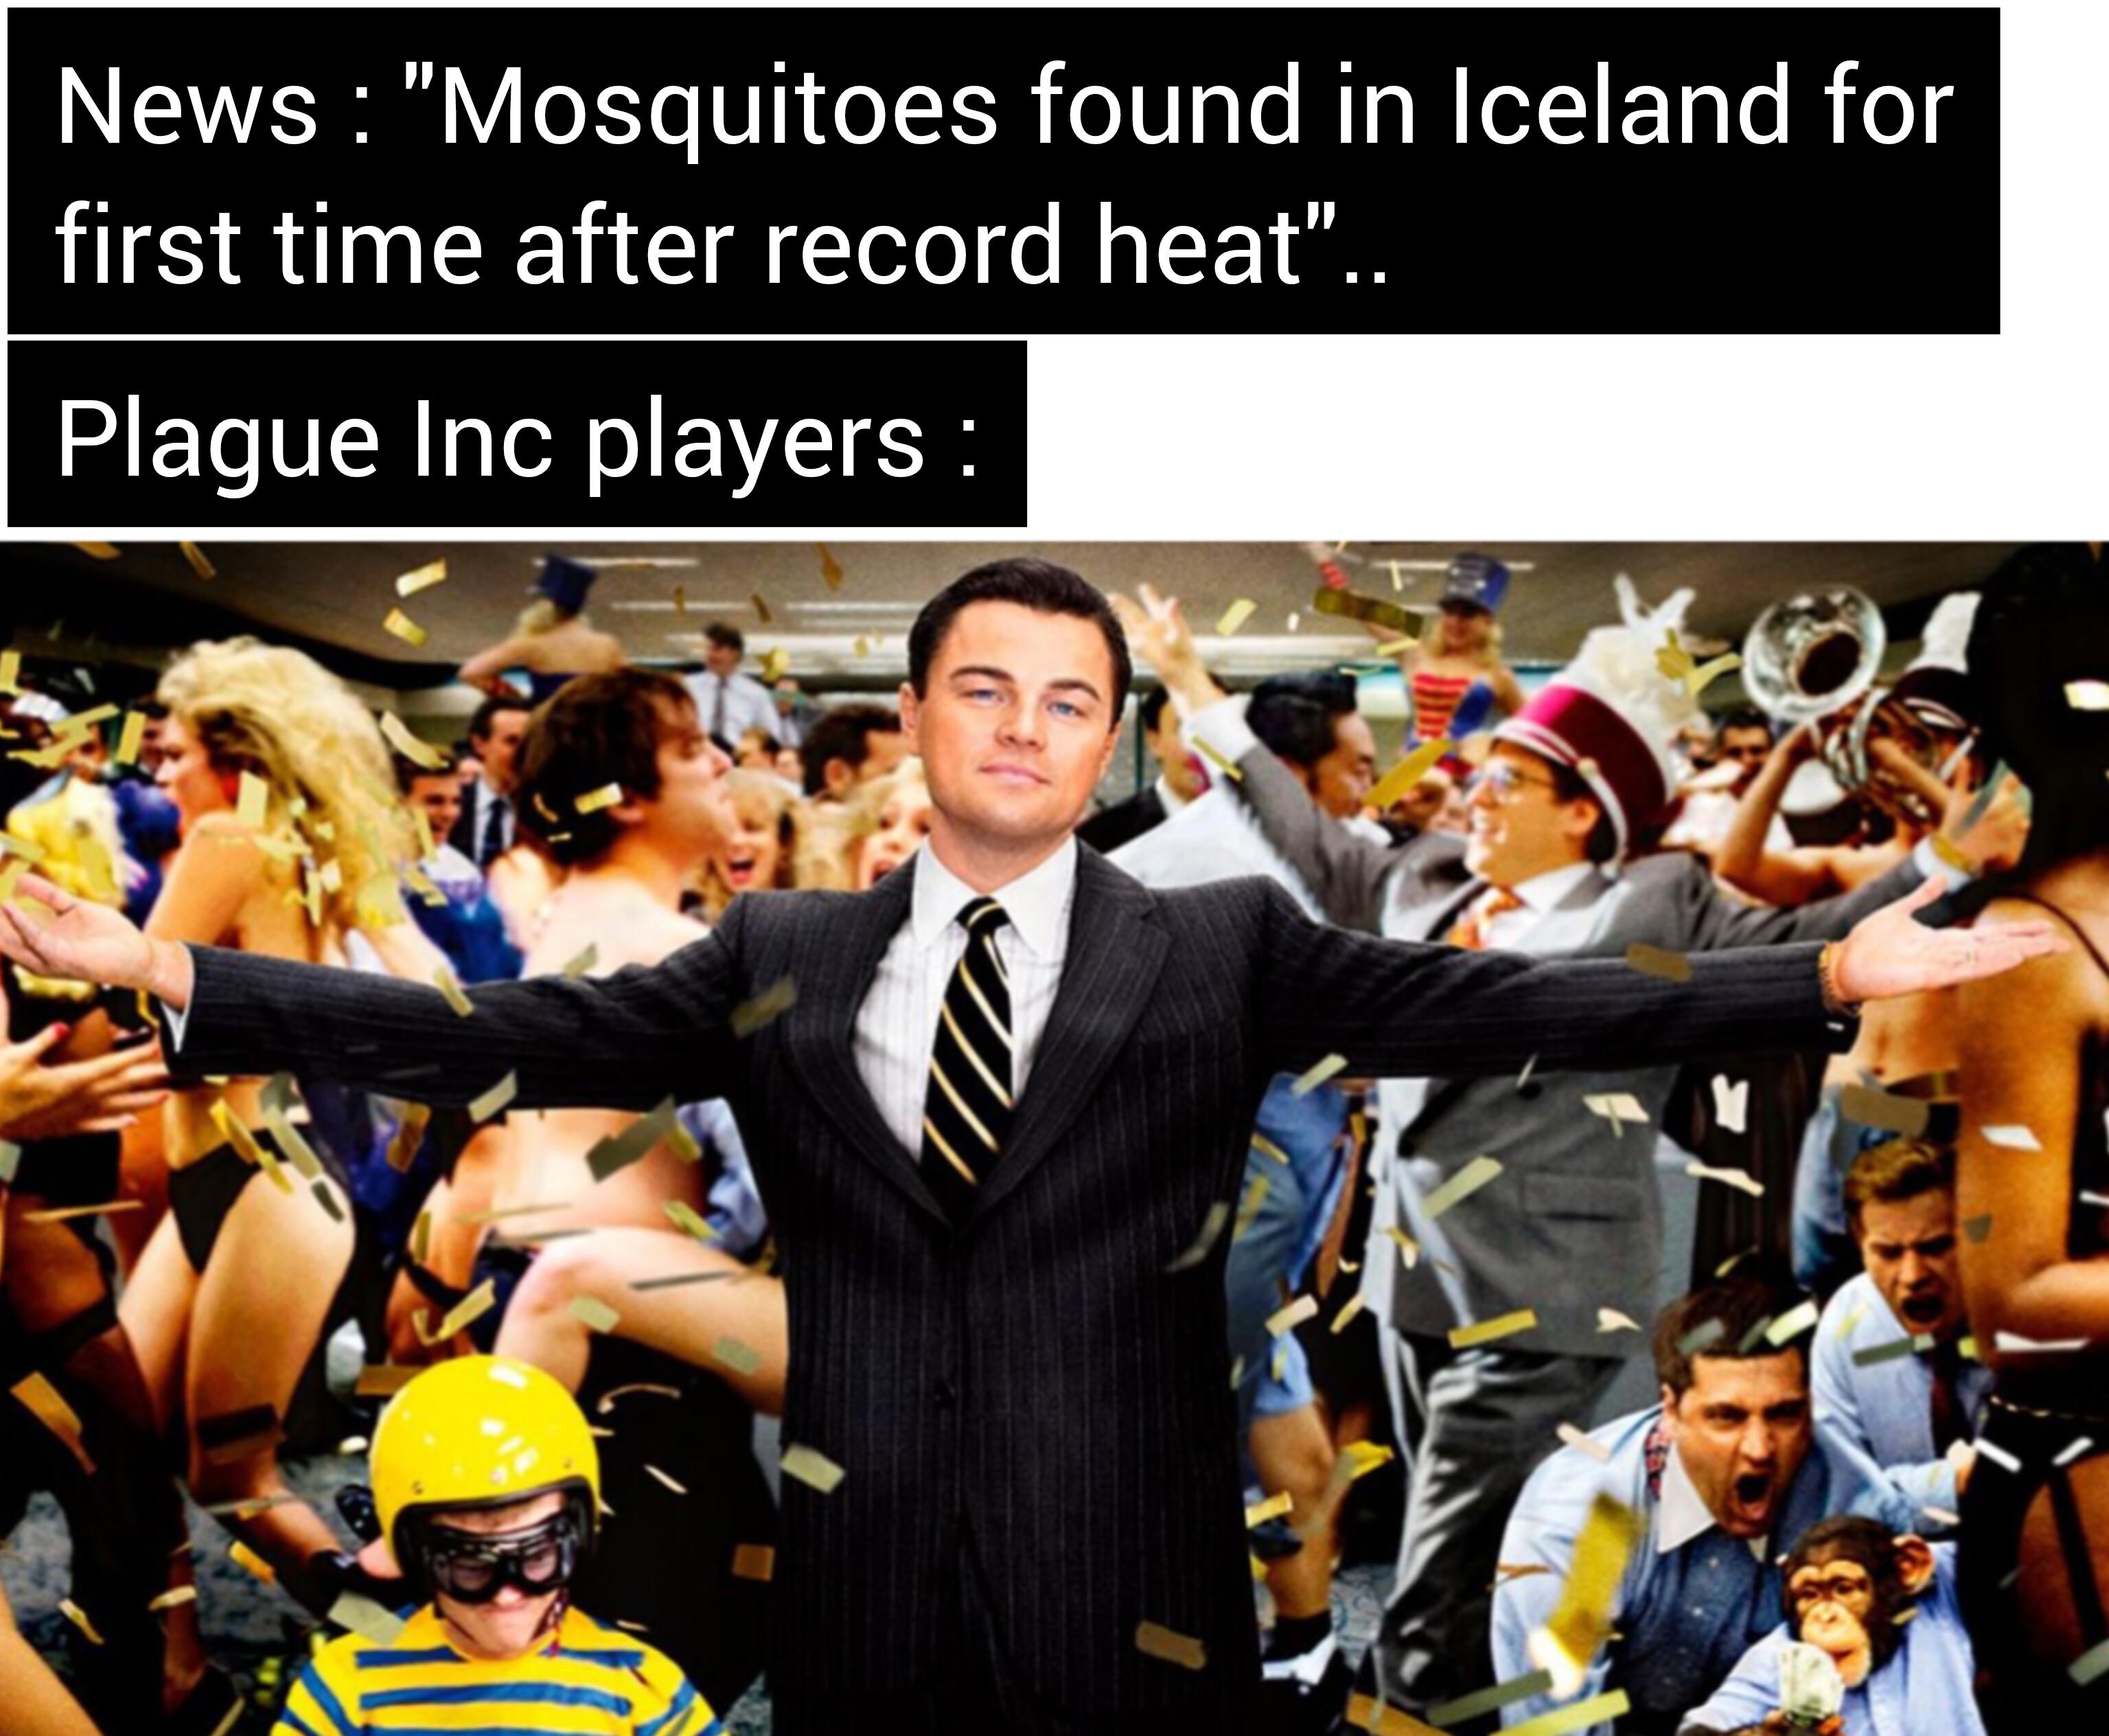 News : "Mosquitoes found in Iceland for
first time after record heat"..
Plague Inc players :